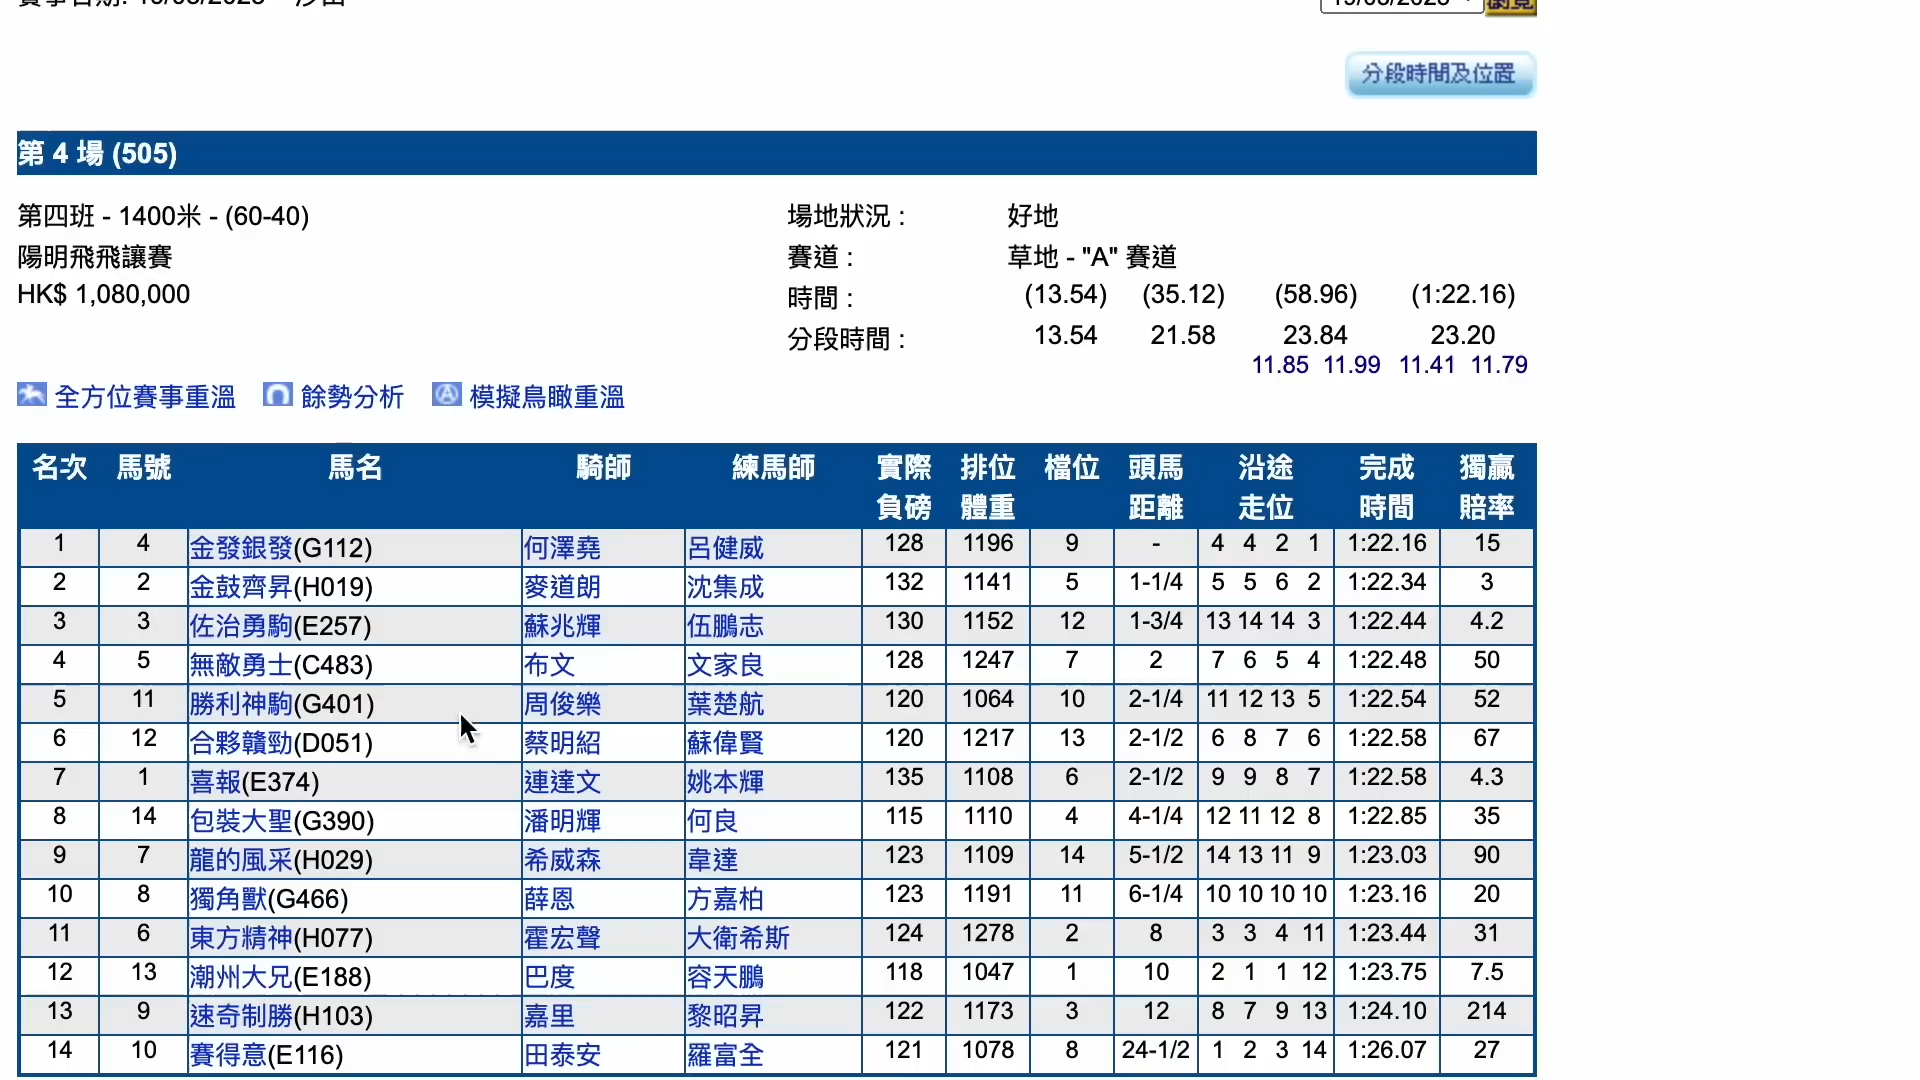 分段時間及位置
第 4 場 (505)
第四班 - 1400米 - (60-40) 場地狀況 : 好地
陽明飛飛讓賽 賽道 : 草地 - "A" 賽道
HK$ 1,080,000 時間 : (13.54) (35.12) (58.96) (1:22.16)
分段時間 : 13.54 21.58 23.84 23.20
11.85 11.99 11.41 11.79
全方位賽事重溫 餘勢分析 模擬鳥瞰重溫
名次 馬號 馬名 騎師 練馬師 實際 排位 檔位 頭馬 沿途 完成 獨贏
負磅 體重 距離 走位 時間 賠率
1 4 金發銀發(G112) 何澤堯 呂健威 128 1196 9 - 4 4 2 1 1:22.16 15
2 2 金鼓齊昇(H019) 麥道朗 沈集成 132 1141 5 1-1/4 5 5 6 2 1:22.34 3
3 3 佐治勇駒(E257) 蘇兆輝 伍鵬志 130 1152 12 1-3/4 13 14 14 3 1:22.44 4.2
4 5 無敵勇士(C483) 布文 文家良 128 1247 7 2 7 6 5 4 1:22.48 50
5 11 勝利神駒(G401) 周俊樂 葉楚航 120 1064 10 2-1/4 11 12 13 5 1:22.54 52
6 12 合夥贛勁(D051) 蔡明紹 蘇偉賢 120 1217 13 2-1/2 6 8 7 6 1:22.58 67
7 1 喜報(E374) 連達文 姚本輝 135 1108 6 2-1/2 9 9 8 7 1:22.58 4.3
8 14 包裝大聖(G390) 潘明輝 何良 115 1110 4 4-1/4 12 11 12 8 1:22.85 35
9 7 龍的風采(H029) 希威森 韋達 123 1109 14 5-1/2 14 13 11 9 1:23.03 90
10 8 獨角獸(G466) 薛恩 方嘉柏 123 1191 11 6-1/4 10 10 10 10 1:23.16 20
11 6 東方精神(H077) 霍宏聲 大衛希斯 124 1278 2 8 3 3 4 11 1:23.44 31
12 13 潮州大兄(E188) 巴度 容天鵬 118 1047 1 10 2 1 1 12 1:23.75 7.5
13 9 速奇制勝(H103) 嘉里 黎昭昇 122 1173 3 12 8 7 9 13 1:24.10 214
14 10 賽得意(E116) 田泰安 羅富全 121 1078 8 24-1/2 1 2 3 14 1:26.07 27